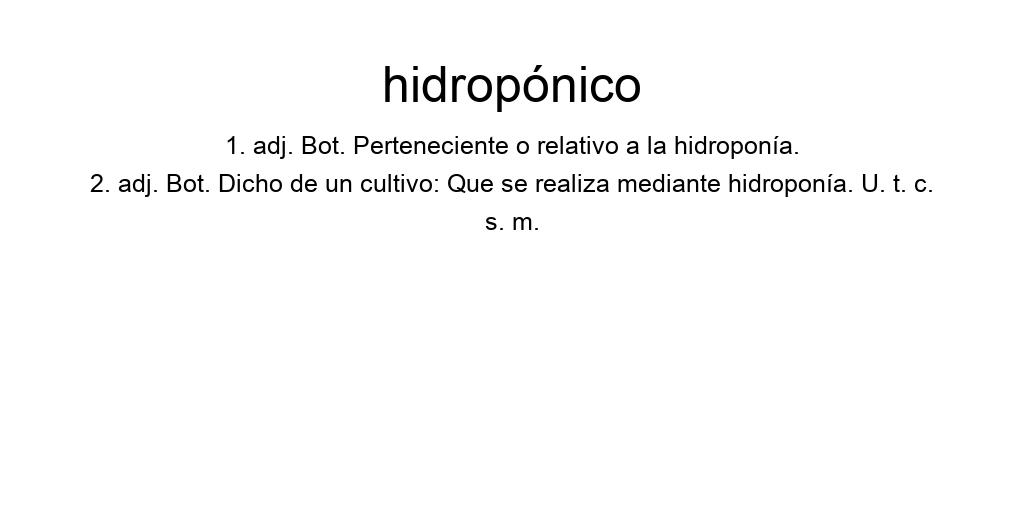 hidropónico
1. adj. Bot. Perteneciente o relativo a la hidroponía.
2. adj. Bot. Dicho de un cultivo: Que se realiza mediante hidroponía. U. t. c.
s. m.